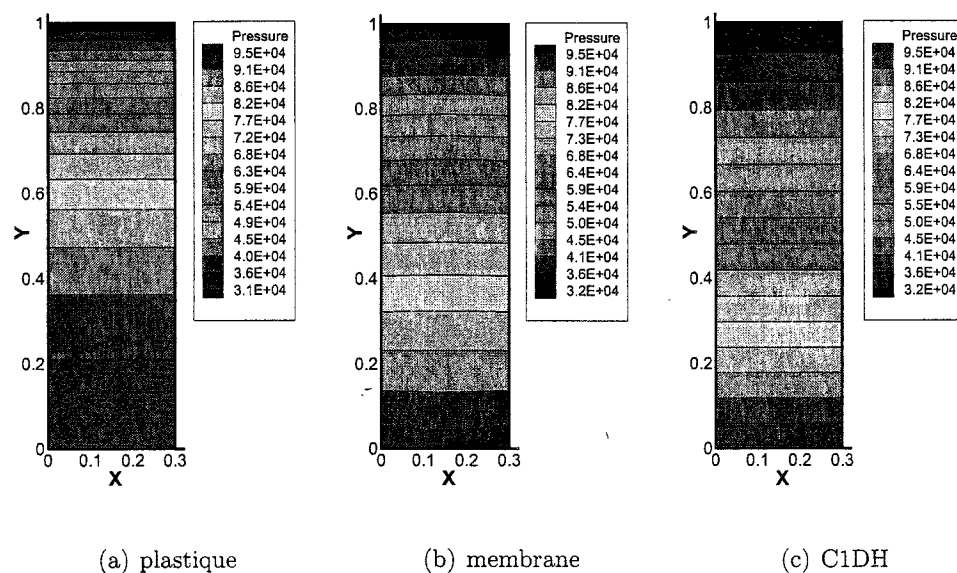 Pressure
9.5E+04
9.1E+04
8.6E+04
8.2E+04
7.7E+04
7.2E+04
6.8E+04
6.3E+04
5.9E+04
5.4E+04
4.9E+04
4.5E+04
4.0E+04
3.1E+04
1
0.8
0.6
0.4
0.2
0
Y
0 0.1 0.2 0.3
X
Pressure
9.5E+04
9.1E+04
8.6E+04
8.2E+04
7.7E+04
7.3E+04
6.8E+04
6.4E+04
5.9E+04
5.4E+04
5.0E+04
4.5E+04
4.1E+04
3.6E+04
3.2E+04
1
0.8
0.6
0.4
0.2
0
Y
0 0.1 0.2 0.3
X
Pressure
9.5E+04
9.1E+04
8.6E+04
8.2E+04
7.7E+04
7.3E+04
6.8E+04
6.4E+04
5.9E+04
5.5E+04
5.0E+04
4.5E+04
4.1E+04
3.6E+04
3.2E+04
1
0.8
0.6
0.4
0.2
0
Y
0 0.1 0.2 0.3
X
(a) plastique
(b) membrane
(c) C1DH